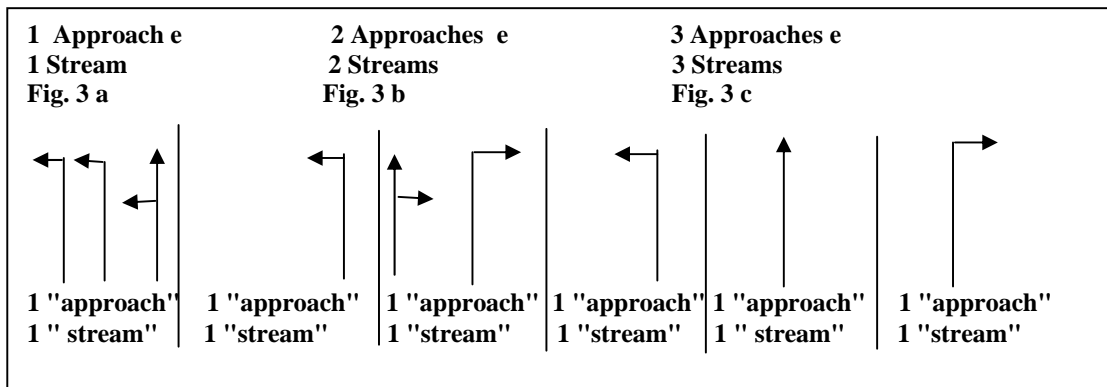 1 Approach e 2 Approaches e 3 Approaches e
1 Stream 2 Streams 3 Streams
Fig. 3 a Fig. 3 b Fig. 3 c
1 "approach" 1 "approach" 1 "approach" 1 "approach" 1 "approach" 1 "approach"
1 " stream" 1 "stream" 1 "stream" 1 "stream" 1 " stream" 1 "stream"